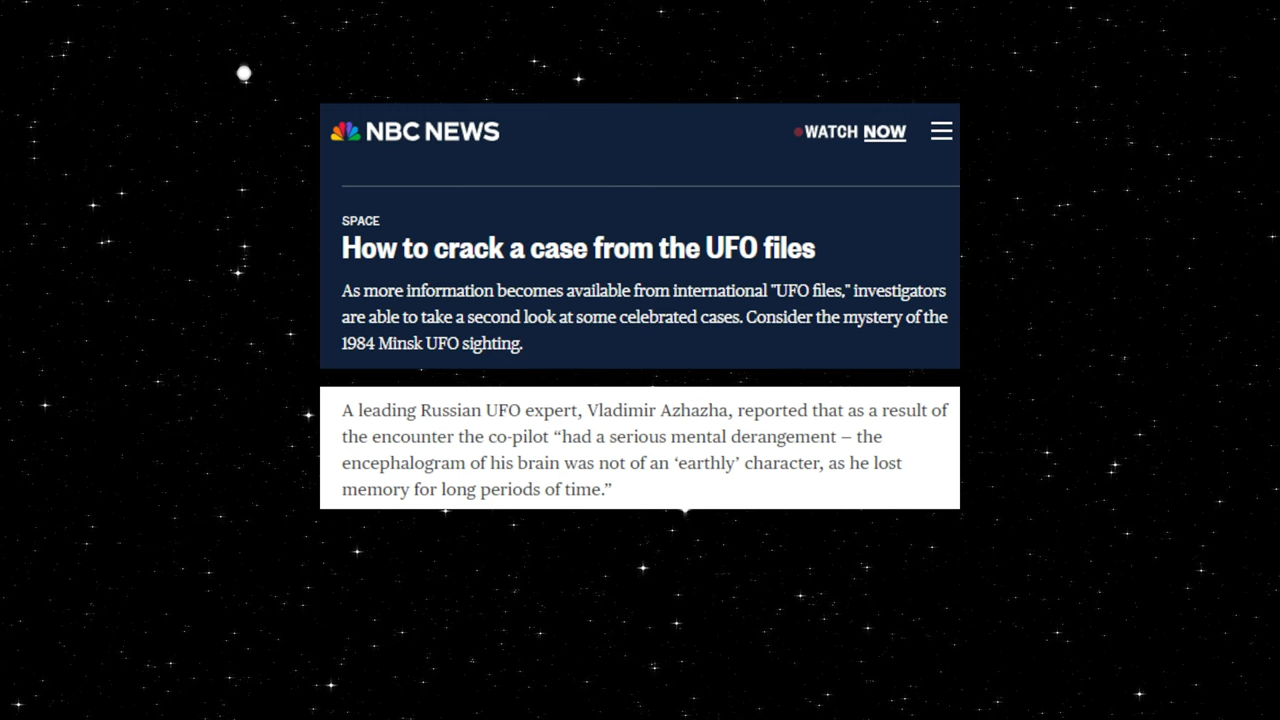 NBC NEWS
WATCH NOW
SPACE
How to crack a case from the UFO files
As more information becomes available from international "UFO files," investigators
are able to take a second look at some celebrated cases. Consider the mystery of the
1984 Minsk UFO sighting.
A leading Russian UFO expert, Vladimir Azhazha, reported that as a result of
the encounter the co-pilot “had a serious mental derangement – the
encephalogram of his brain was not of an ‘earthly’ character, as he lost
memory for long periods of time.”